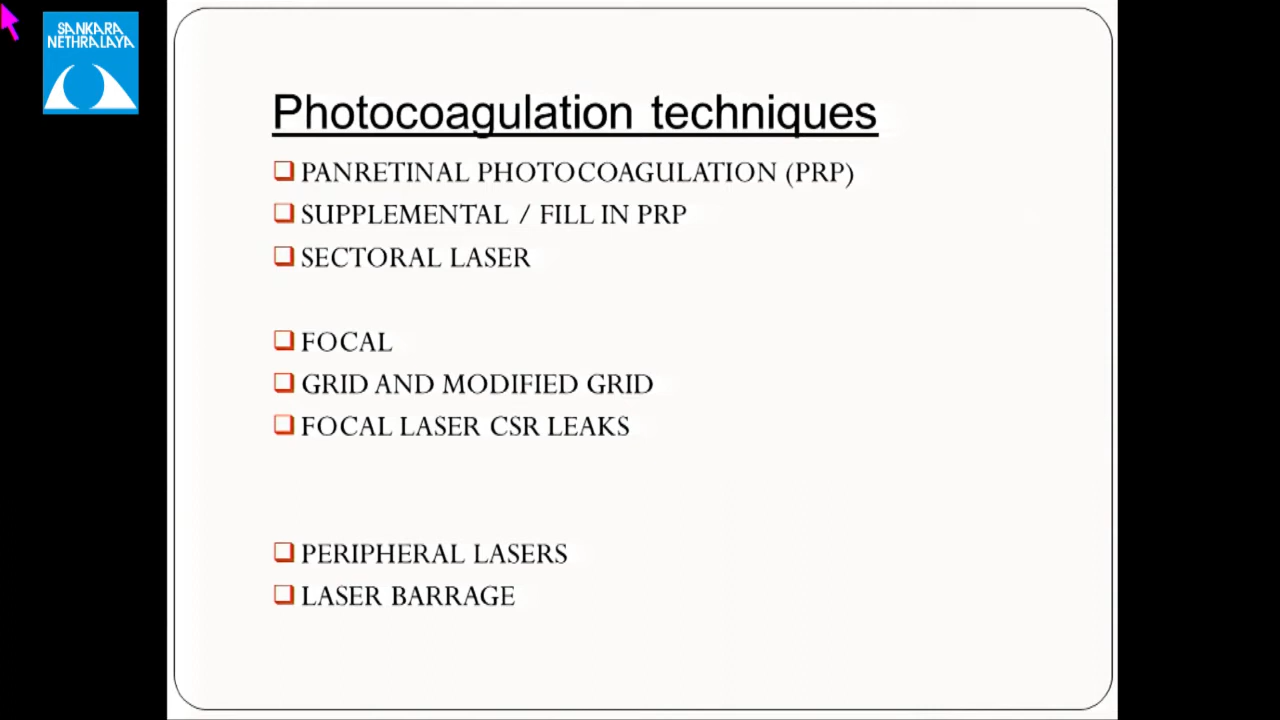 SANKARA
NETHRALAYA
Photocoagulation techniques
PANRETINAL PHOTOCOAGULATION (PRP)
SUPPLEMENTAL / FILL IN PRP
SECTORAL LASER
FOCAL
GRID AND MODIFIED GRID
FOCAL LASER CSR LEAKS
PERIPHERAL LASERS
LASER BARRAGE